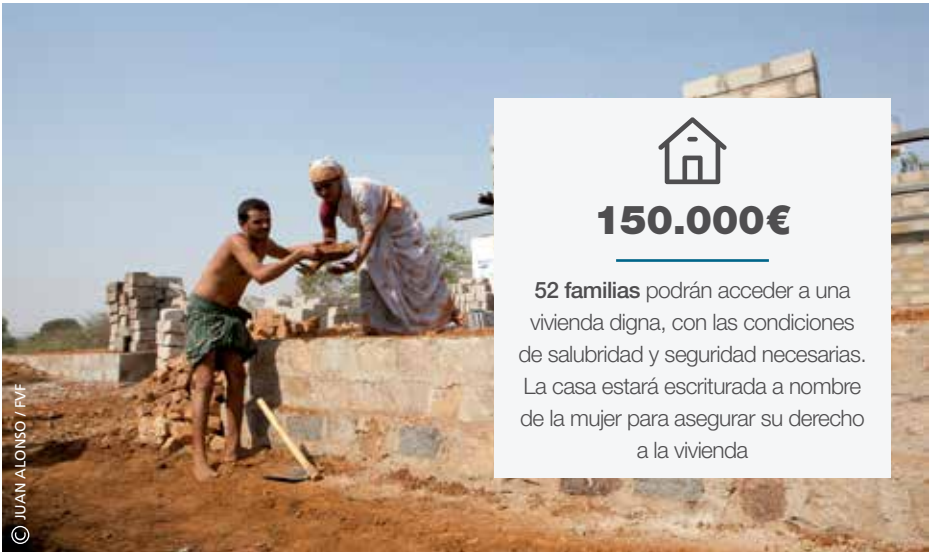 150.000€
52 familias podrán acceder a una
vivienda digna, con las condiciones
de salubridad y seguridad necesarias.
La casa estará escriturada a nombre
de la mujer para asegurar su derecho
a la vivienda
© JUAN ALONSO / FVF